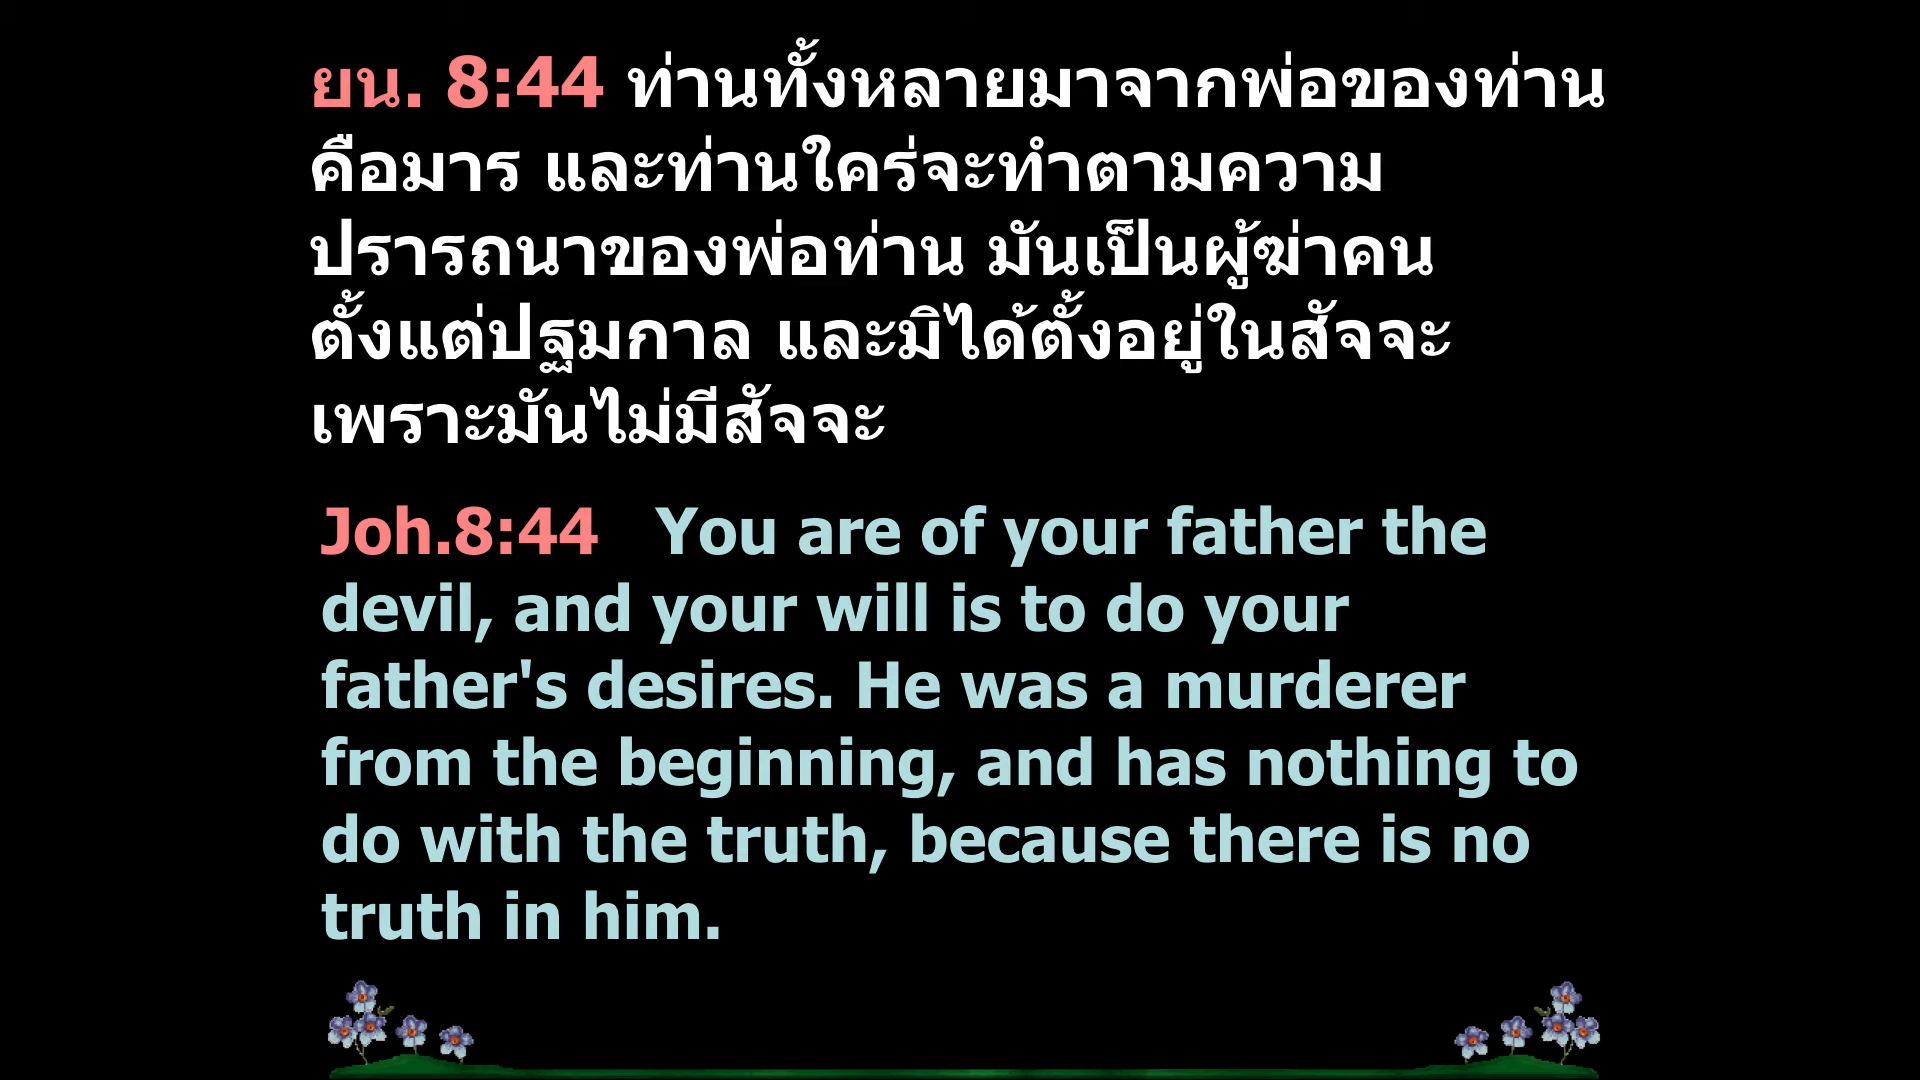 ยน. 8:44 ท่านทั้งหลายมาจากพ่อของท่าน
คือมาร และท่านใคร่จะทำตามความ
ปรารถนาของพ่อท่าน มันเป็นผู้ฆ่าคน
ตั้งแต่ปฐมกาล และมิได้ตั้งอยู่ในสัจจะ
เพราะมันไม่มีสัจจะ
Joh.8:44 You are of your father the
devil, and your will is to do your
father's desires. He was a murderer
from the beginning, and has nothing to
do with the truth, because there is no
truth in him.